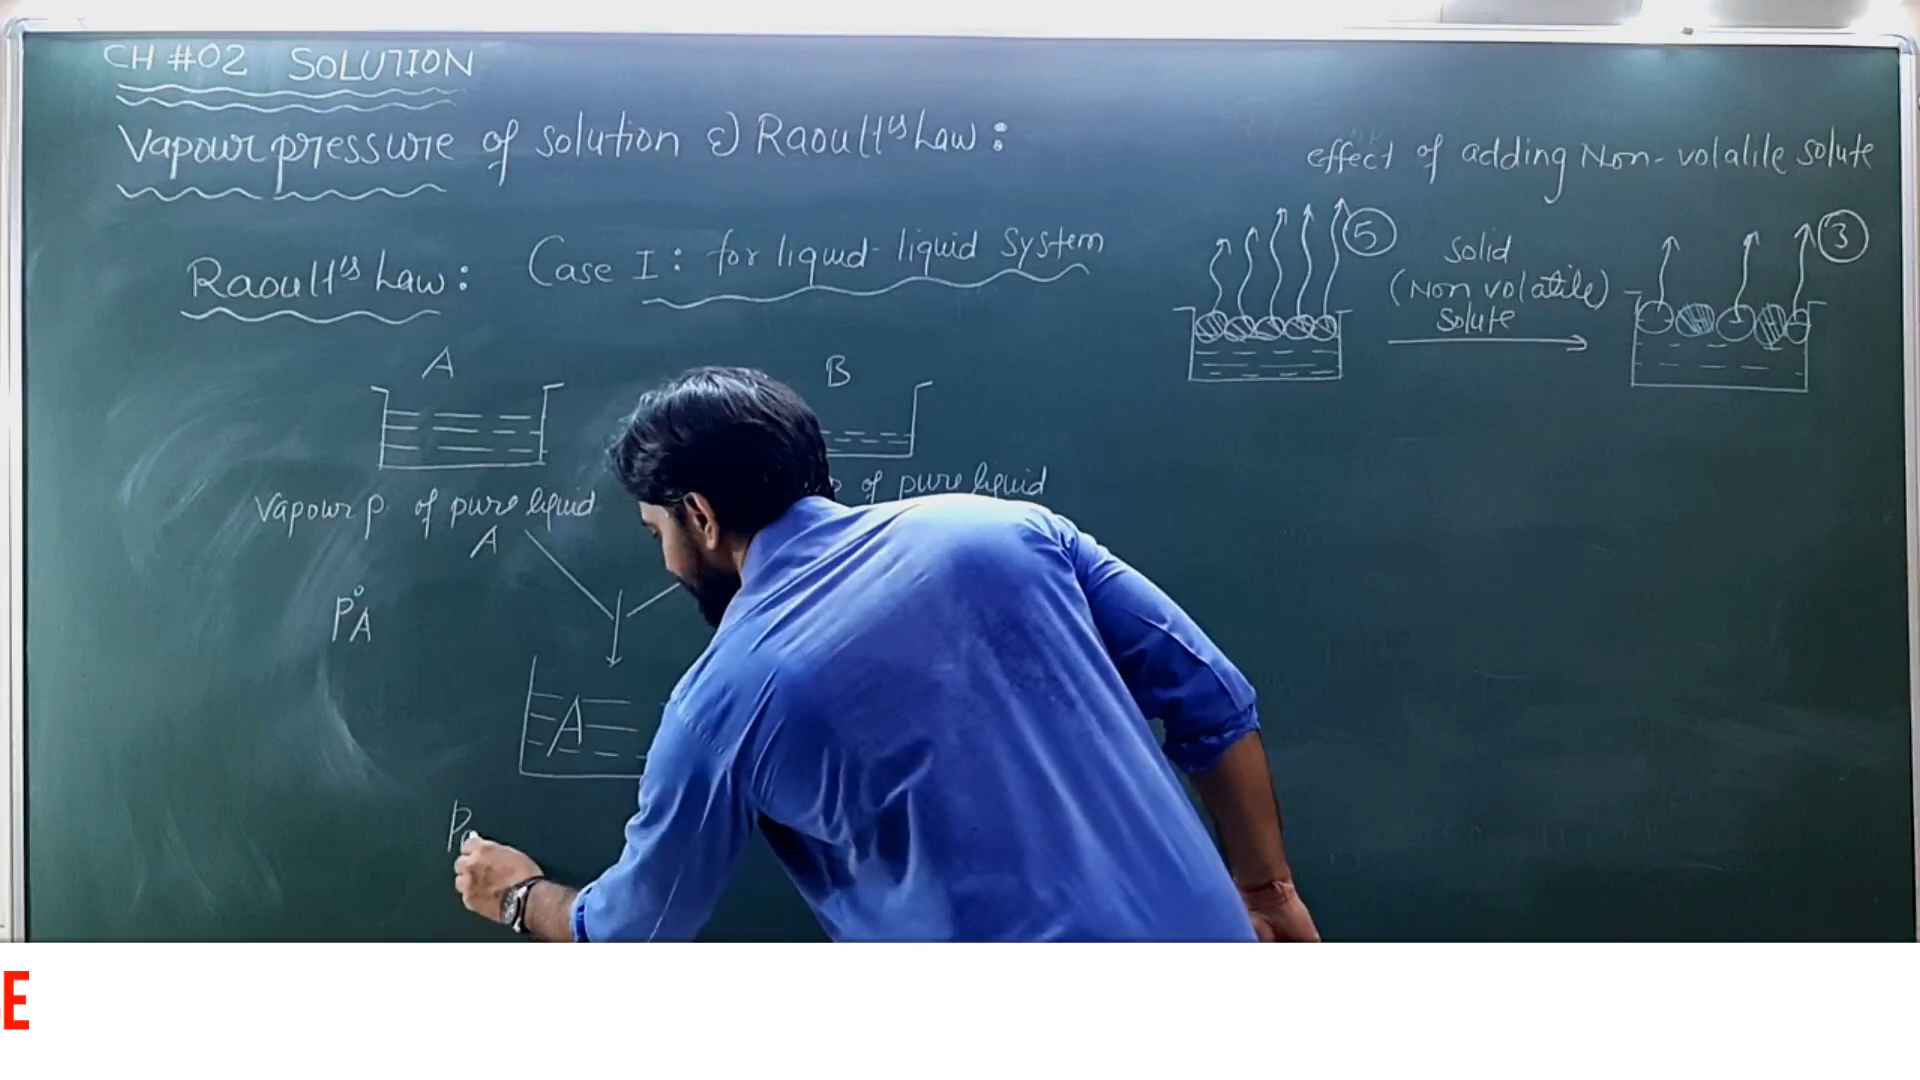 CH #02 SOLUTION
Vapour pressure of solution & Raoult's Law:
Raoult's Law: Case I: for liquid-liquid system
A
B
Vapour p. of pure liquid
A
of pure liquid
P°A
A
P
effect of adding Non-volatile solute
5
solid
(Non volatile)
solute
3
E